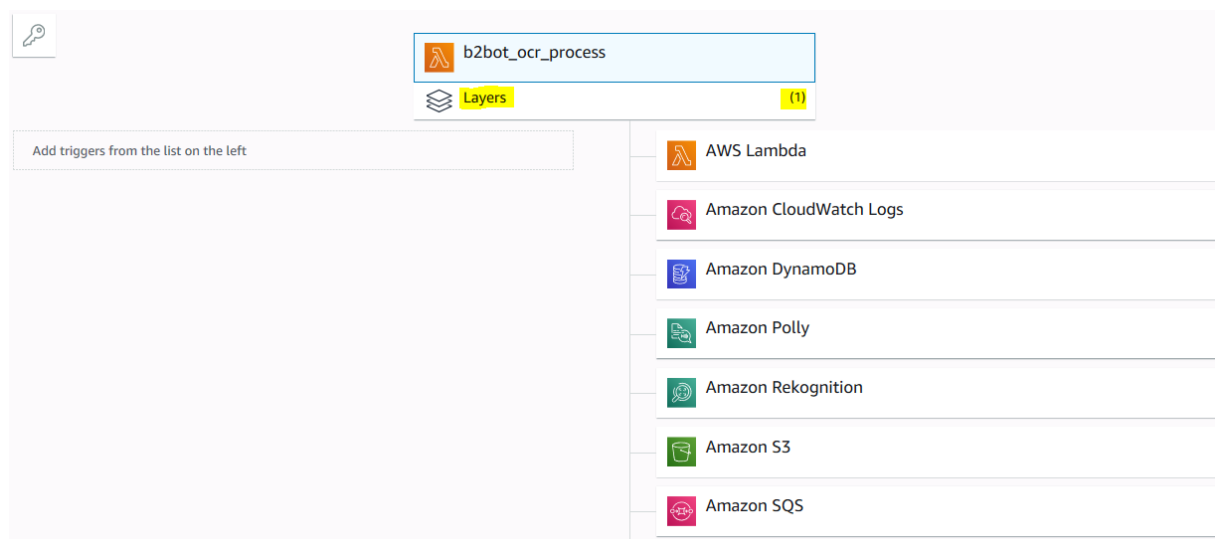 b2bot_ocr_process
Layers (1)
Add triggers from the list on the left
AWS Lambda
Amazon CloudWatch Logs
Amazon DynamoDB
Amazon Polly
Amazon Rekognition
Amazon S3
Amazon SQS